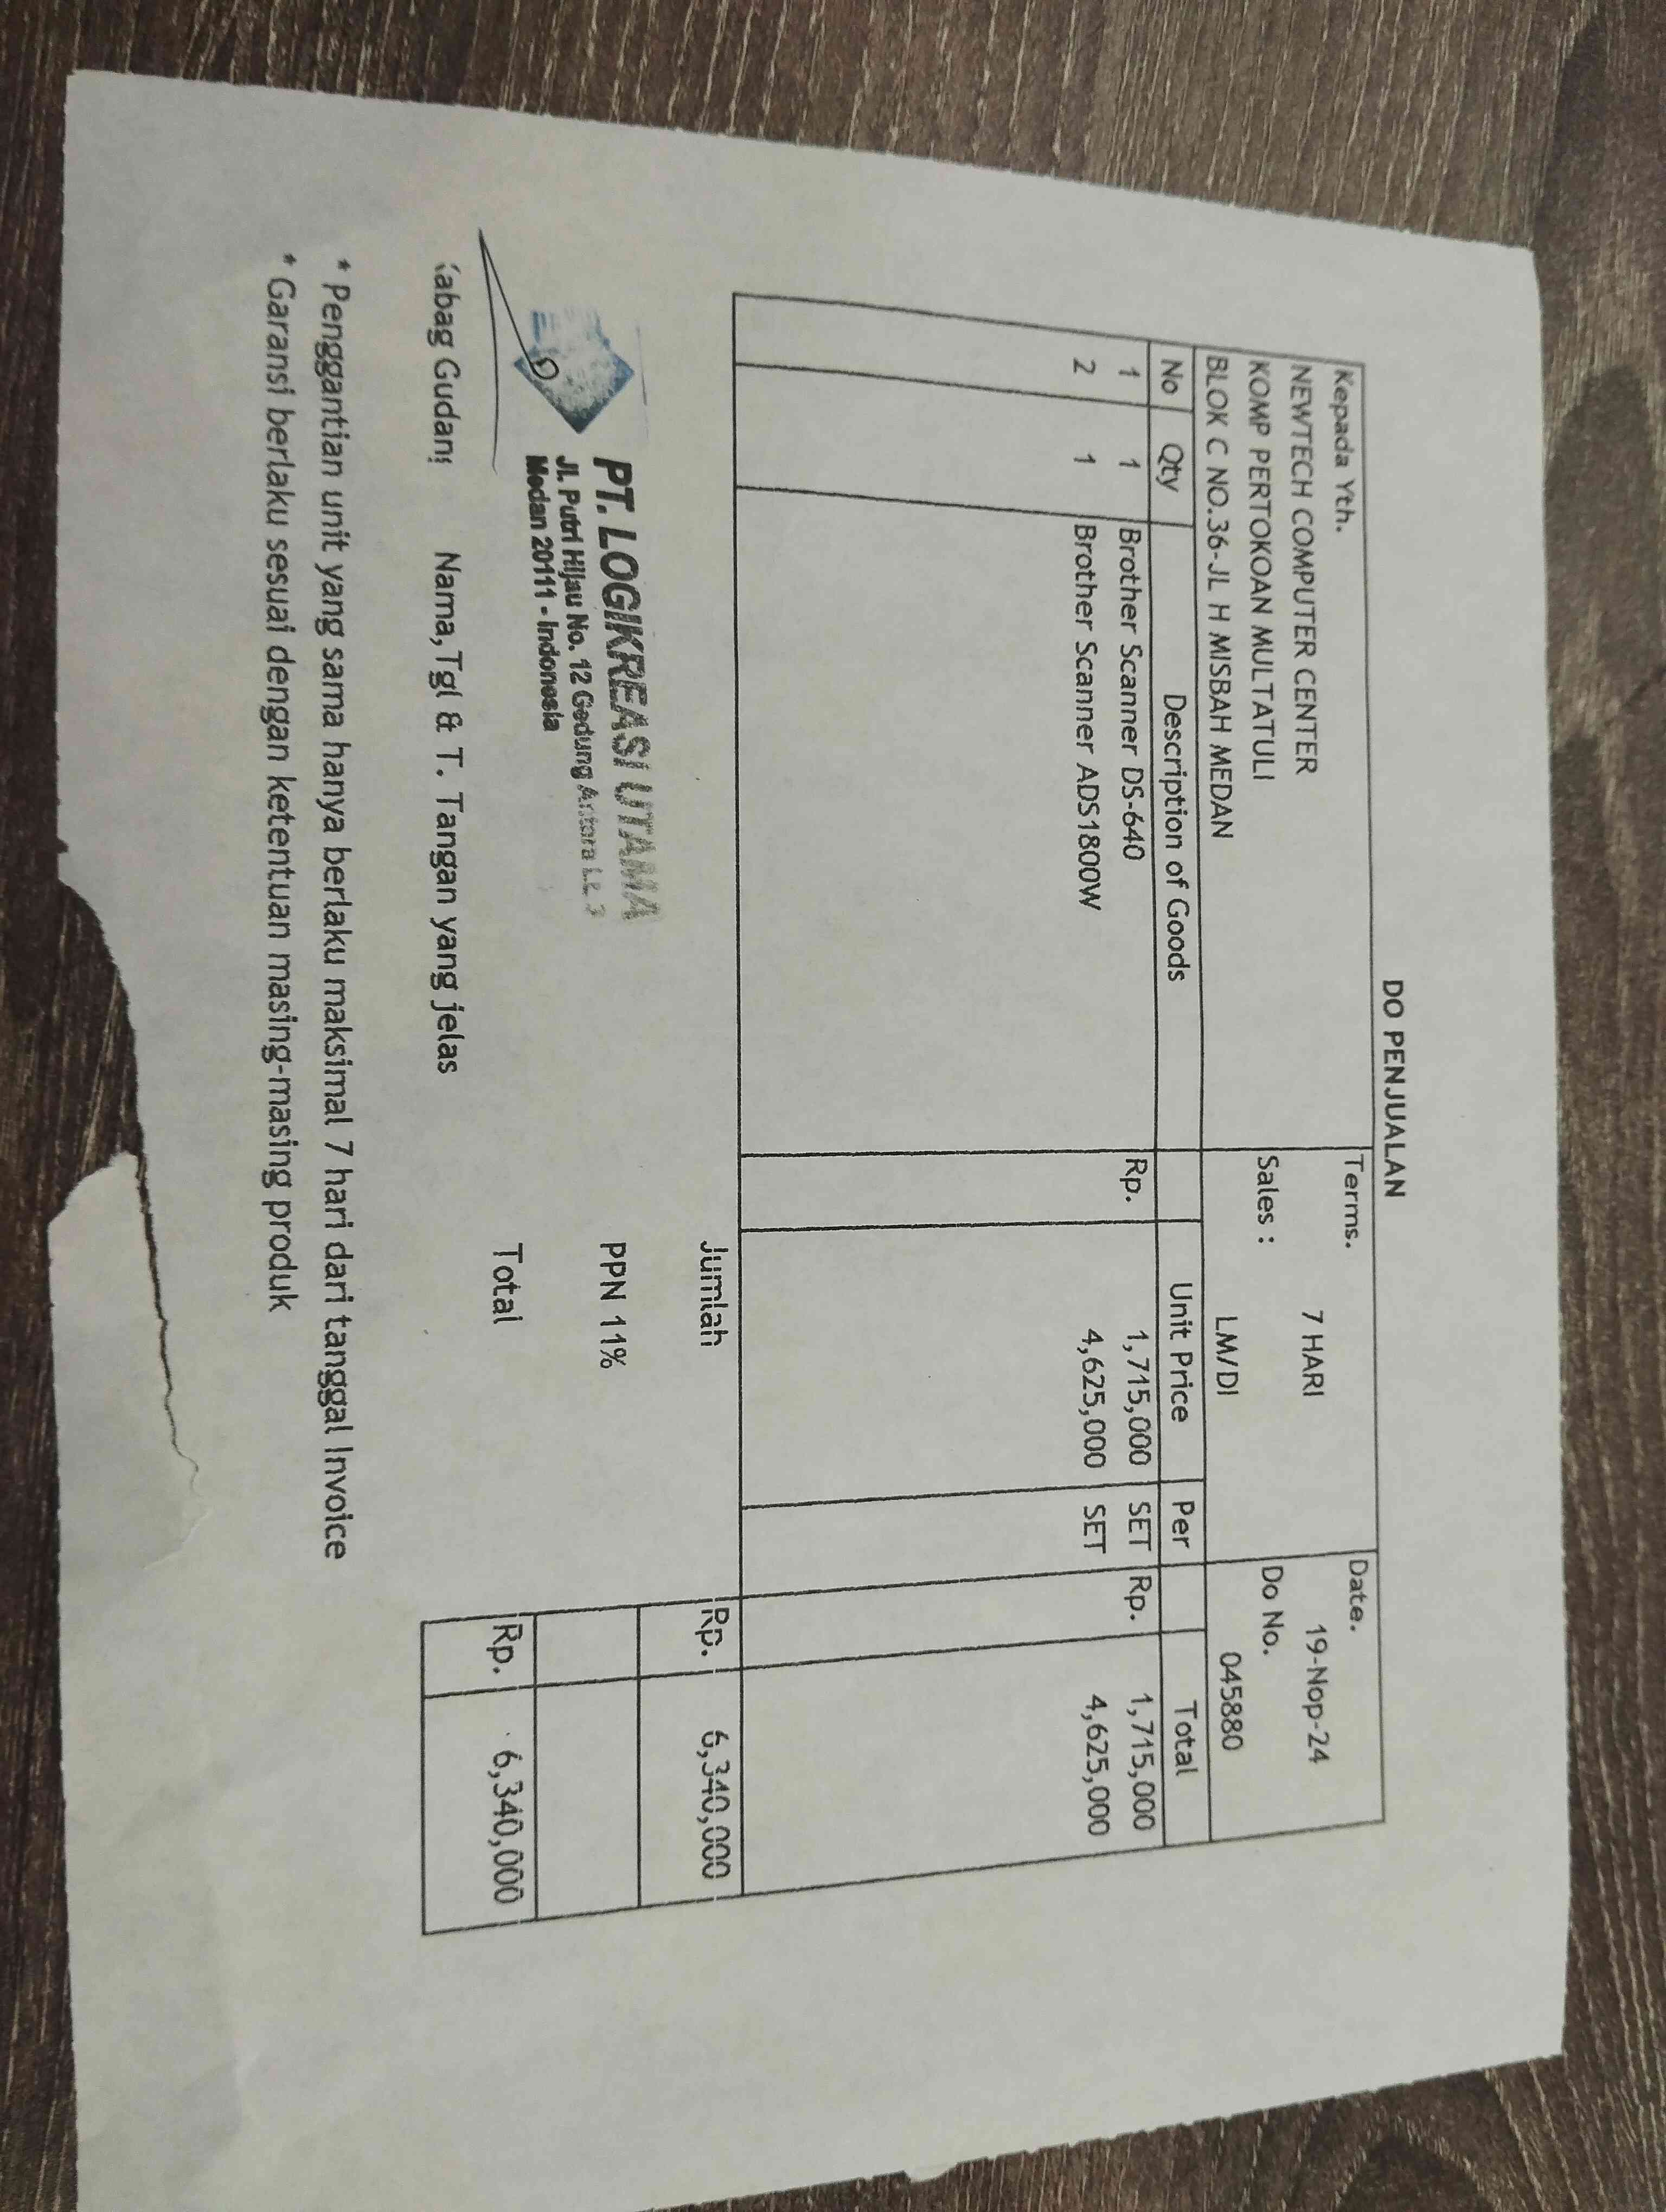 DO PENJUALAN
Kepada Yth.
NEWTECH COMPUTER CENTER
KOMP PERTOKOAN MULTATULI
BLOK C NO.36-JL H MISBAH MEDAN
Terms.
7 HARI
Sales :
LM/DI
Date.
19-Nop-24
Do No.
045880
No Qty Description of Goods Unit Price Per Total
1 1 Brother Scanner DS-640 Rp. 1,715,000 SET Rp. 1,715,000
2 1 Brother Scanner ADS1800W 4,625,000 SET 4,625,000
Jumlah Rp. 6,340,000
PPN 11%
Total Rp. 6,340,000
PT. LOGIKREASI UTAMA
Jl. Putri Hijau No. 12 Gedung Antara Lt.
Medan 20111 - Indonesia
Nama,Tgl & T. Tangan yang jelas
* Penggantian unit yang sama hanya berlaku maksimal 7 hari dari tanggal Invoice
* Garansi berlaku sesuai dengan ketentuan masing-masing produk